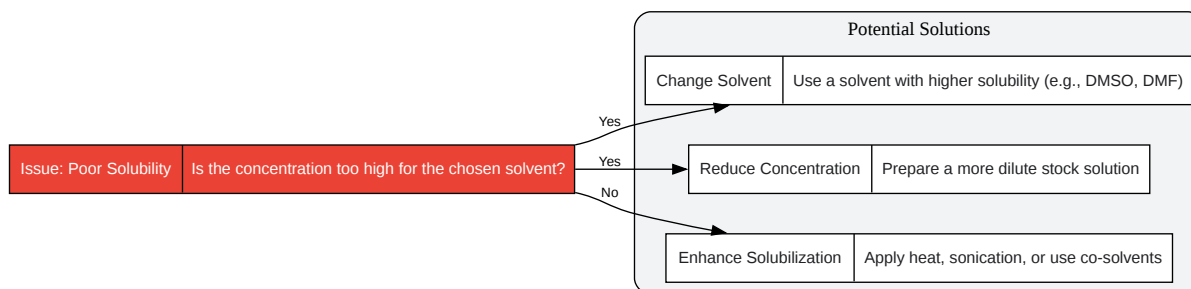 Potential Solutions
Change Solvent
Use a solvent with higher solubility (e.g., DMSO, DMF)
Yes
Issue: Poor Solubility
Is the concentration too high for the chosen solvent?
Yes
Reduce Concentration
Prepare a more dilute stock solution
No
Enhance Solubilization
Apply heat, sonication, or use co-solvents